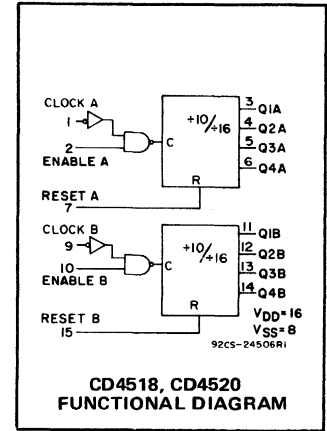 CLOCK A
1
2
ENABLE A
RESET A
7
÷10/÷16
C
R
3 Q1A
4 Q2A
5 Q3A
6 Q4A
CLOCK B
9
10
ENABLE B
RESET B
15
÷10/÷16
C
R
11 Q1B
12 Q2B
13 Q3B
14 Q4B
VDD=16
VSS=8
92CS-24506R1
CD4518, CD4520
FUNCTIONAL DIAGRAM